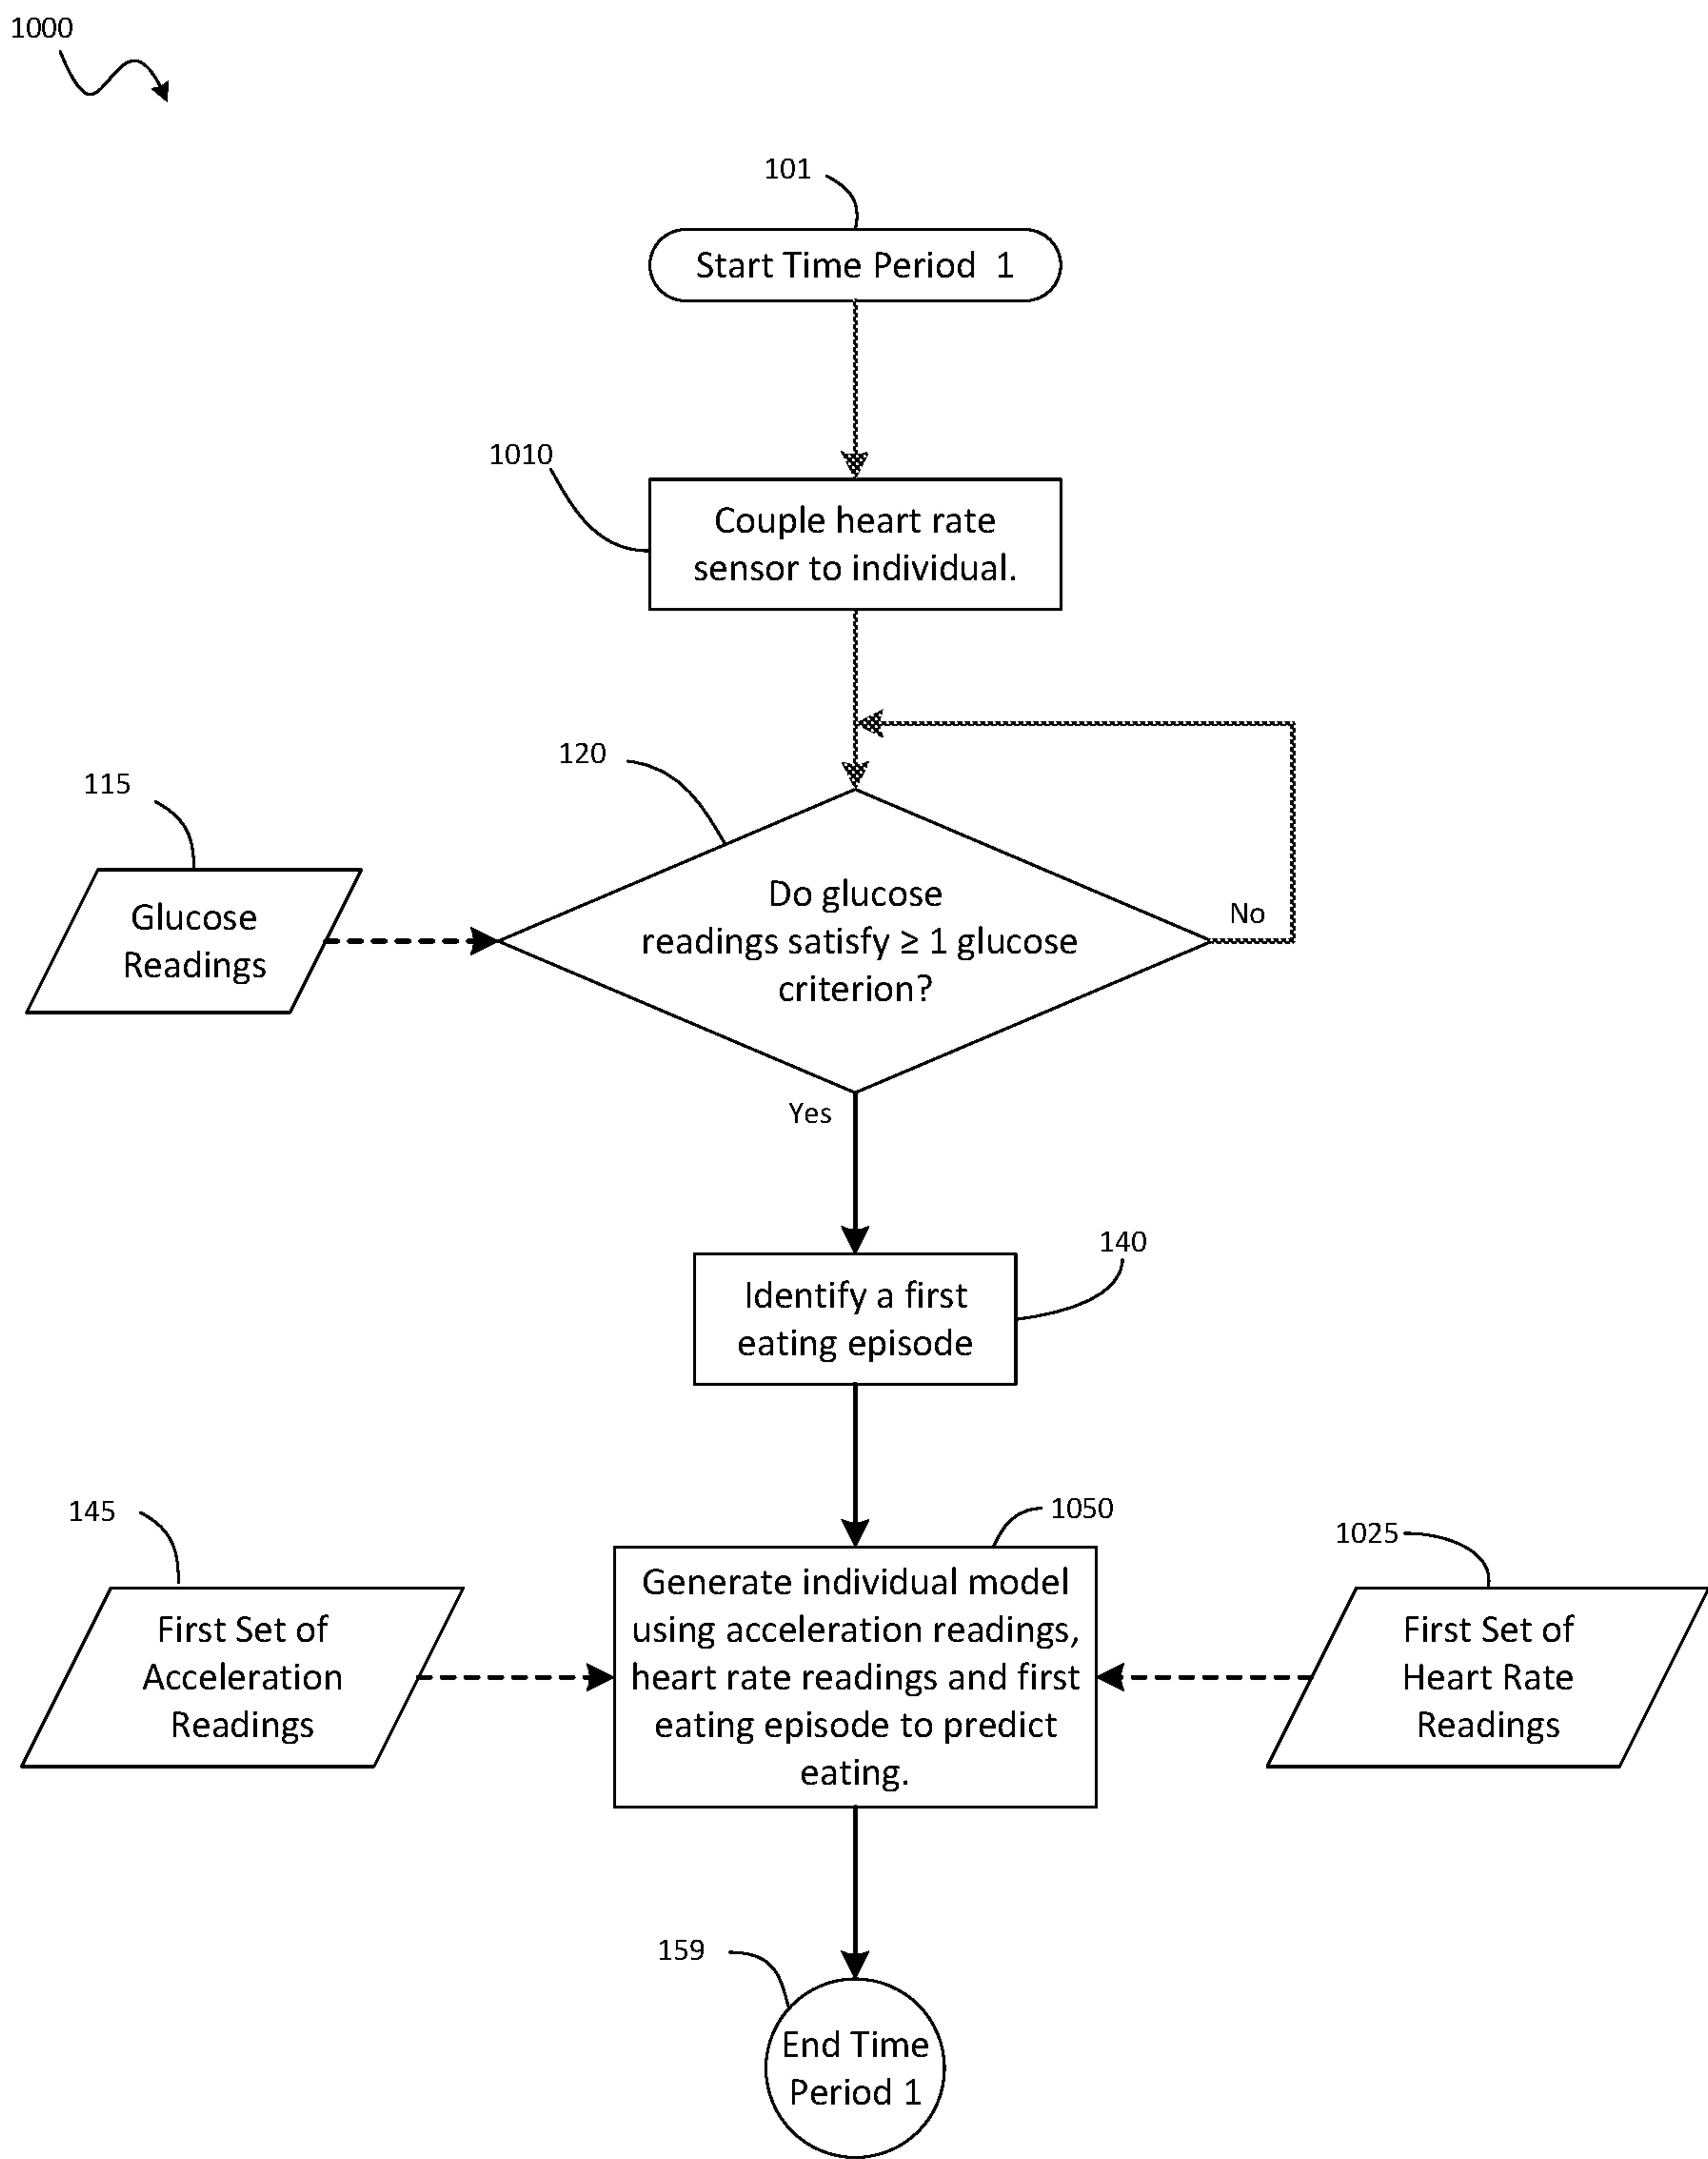 1000
101
Start Time Period 1
1010
Couple heart rate
sensor to individual.
120
115
Glucose
Readings
Do glucose
readings satisfy ≥ 1 glucose
criterion?
No
Yes
140
Identify a first
eating episode
145
1050
1025
First Set of
Acceleration
Readings
Generate individual model
using acceleration readings,
heart rate readings and first
eating episode to predict
eating.
First Set of
Heart Rate
Readings
159
End Time
Period 1